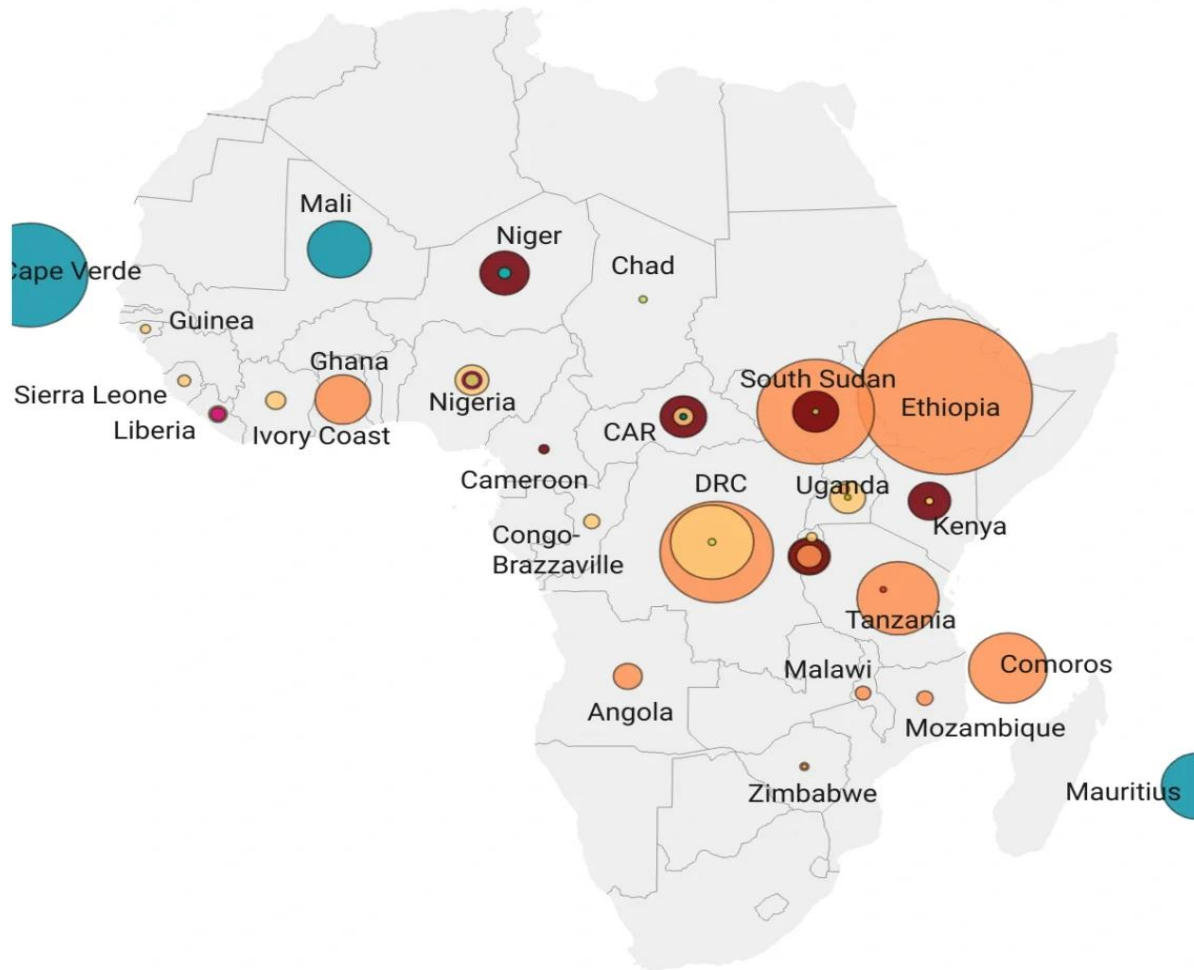 Mali
Niger
Chad
Cape Verde
Guinea
Ghana
South Sudan
Ethiopia
Sierra Leone
Nigeria
Liberia
Ivory Coast
CAR
Cameroon
DRC
Uganda
Kenya
Congo-
Brazzaville
Tanzania
Malawi
Comoros
Angola
Mozambique
Zimbabwe
Mauritius